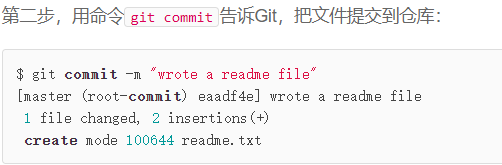 第二步，用命令git commit告诉Git，把文件提交到仓库：
$ git commit -m "wrote a readme file"
[master (root-commit) eaadf4e] wrote a readme file
 1 file changed, 2 insertions(+)
 create mode 100644 readme.txt